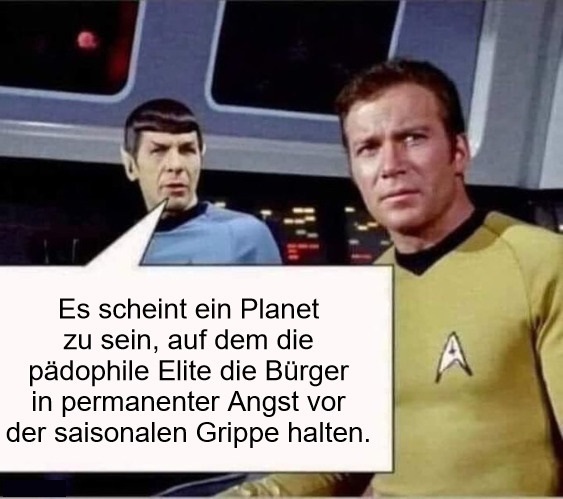 Es scheint ein Planet
zu sein, auf dem die
pädophile Elite die Bürger
in permanenter Angst vor
der saisonalen Grippe halten.